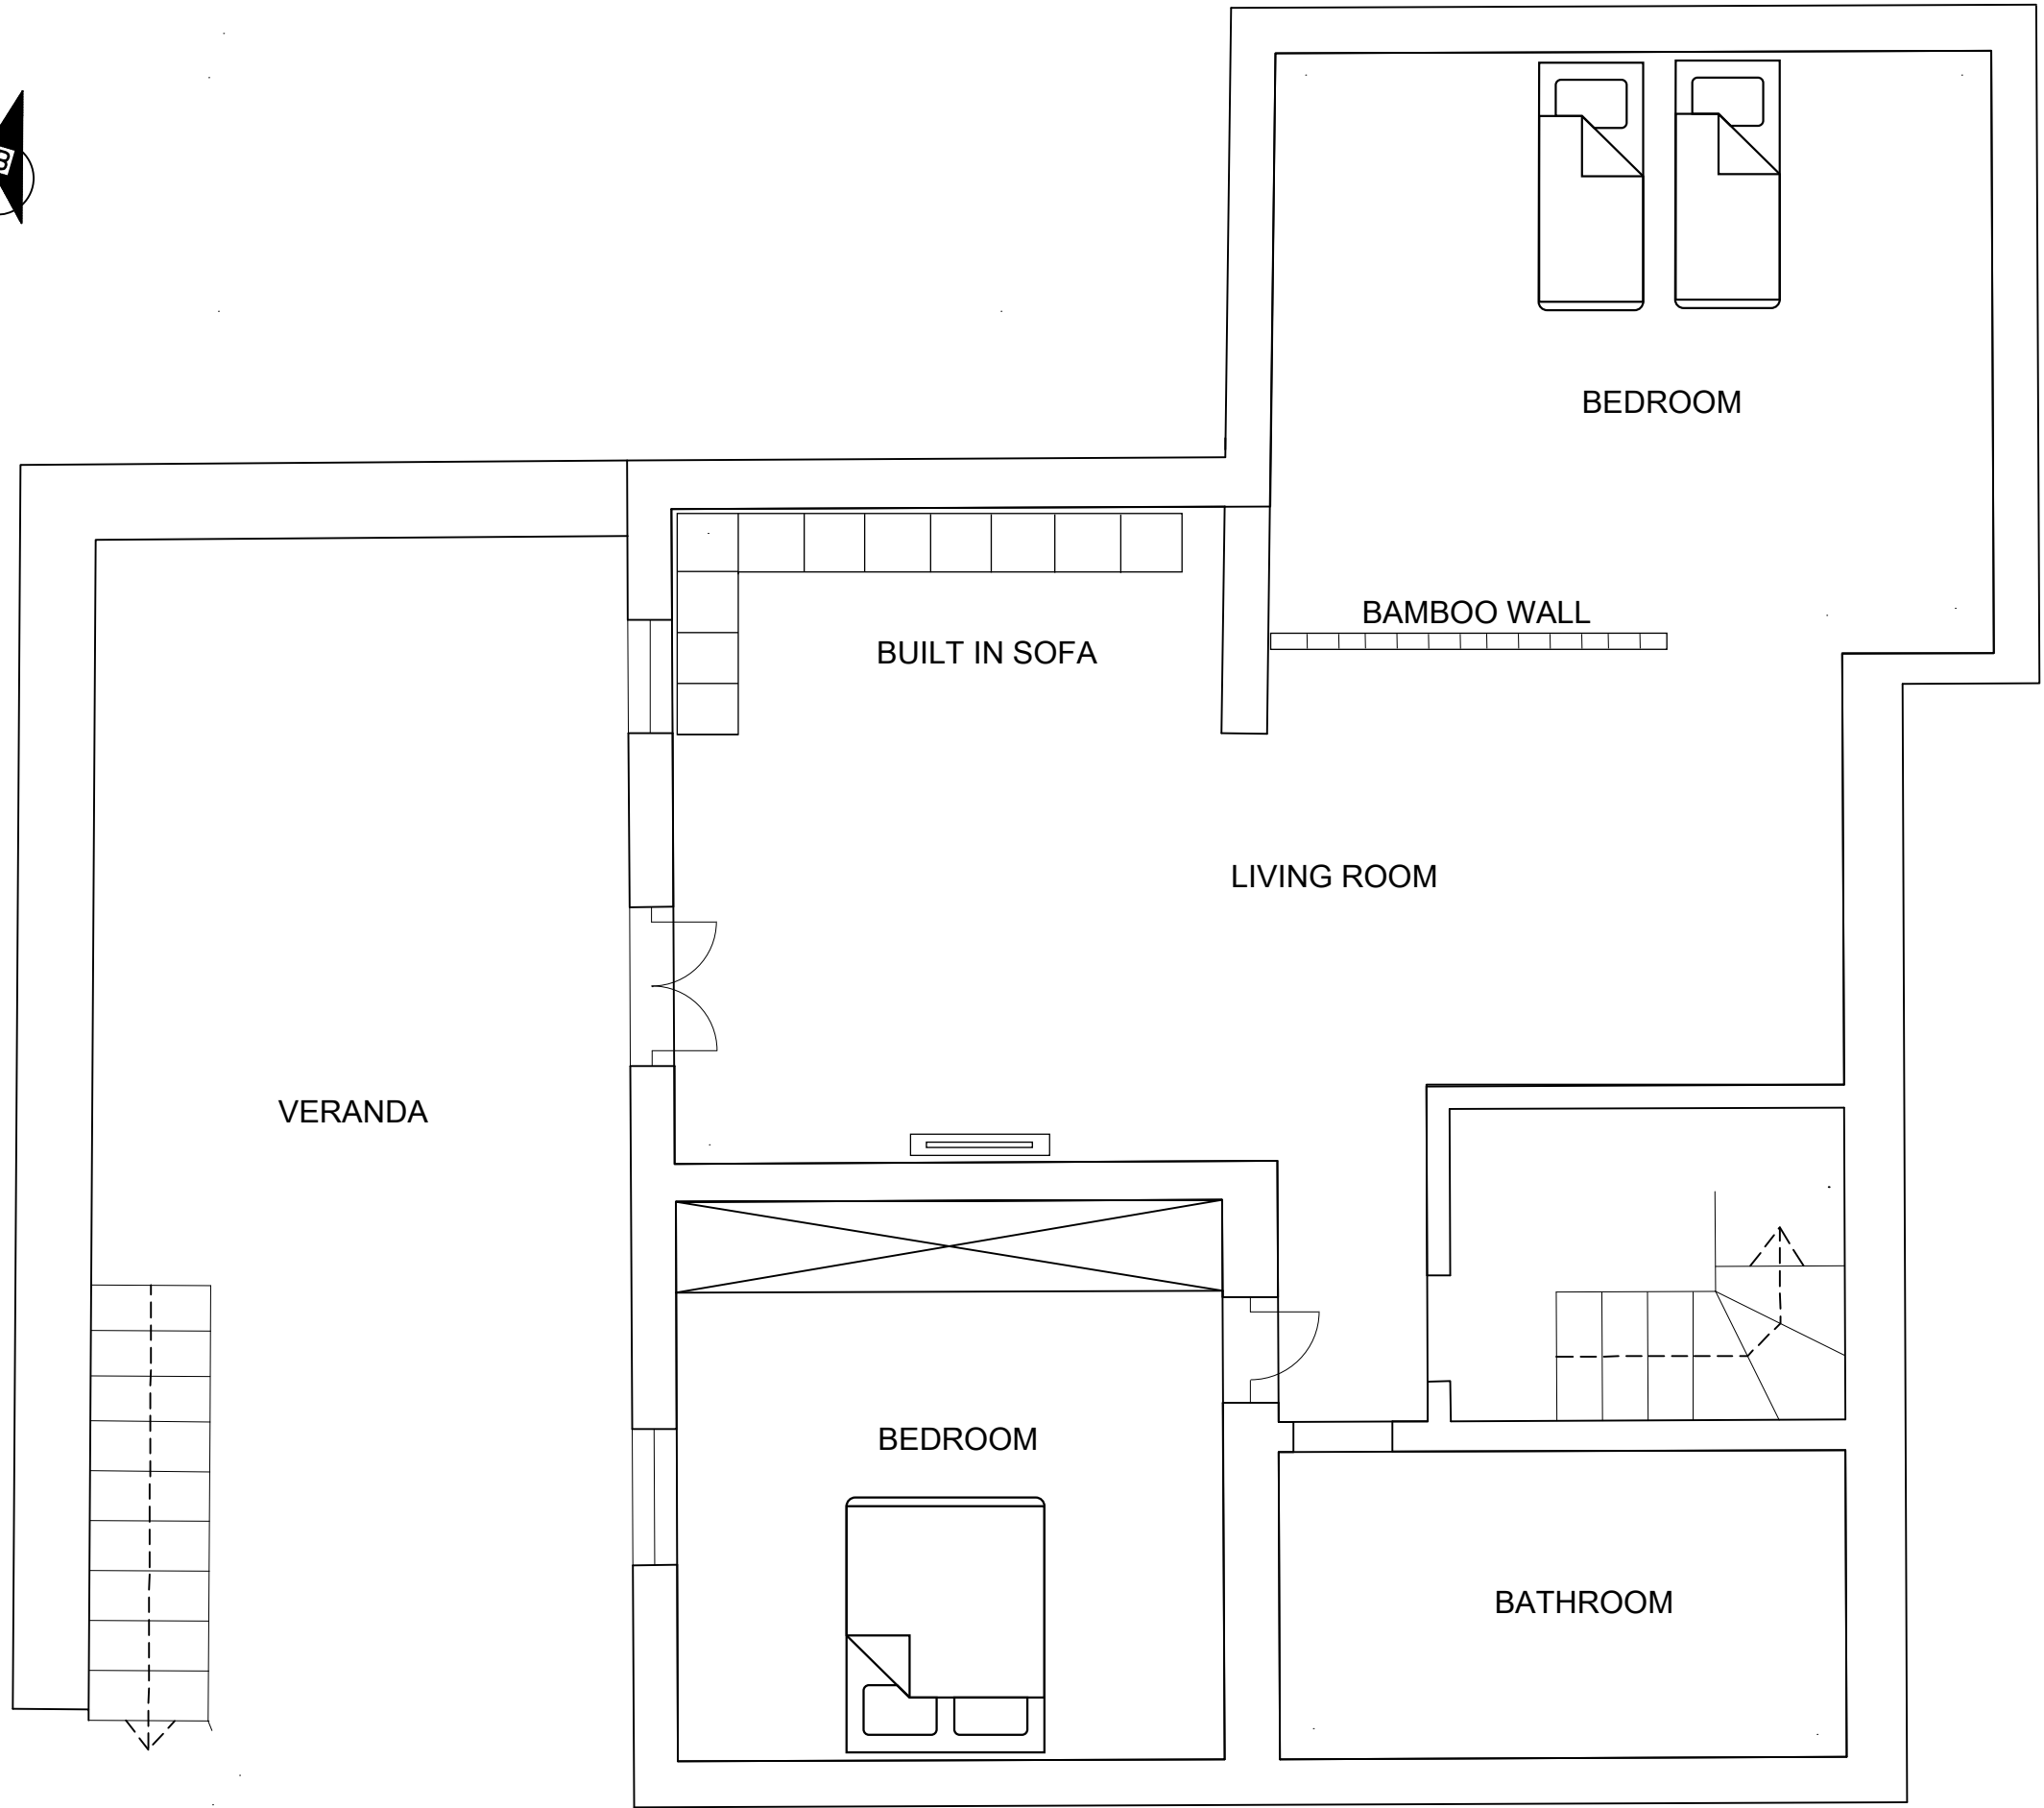 B
BEDROOM
BAMBOO WALL
BUILT IN SOFA
LIVING ROOM
VERANDA
BEDROOM
BATHROOM